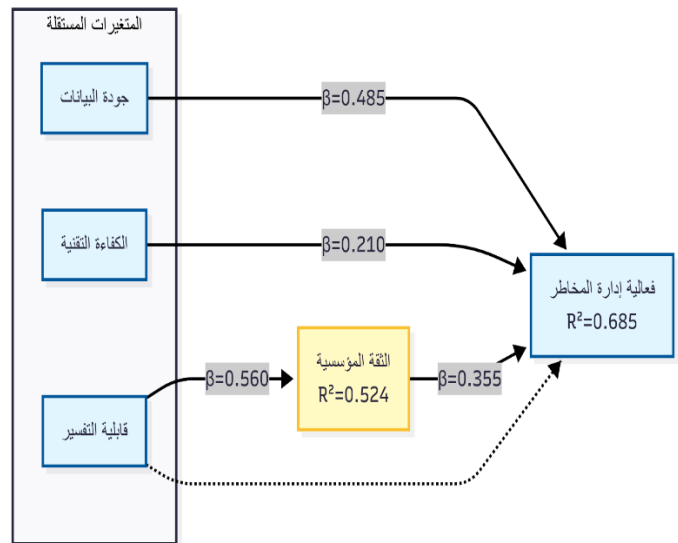 المتغيرات المستقلة
جودة البيانات
β=0.485
الكفاءة التقنية
β=0.210
فعالية إدارة المخاطر
R²=0.685
الثقة المؤسسية
R²=0.524
β=0.560
β=0.355
قابلية التفسير